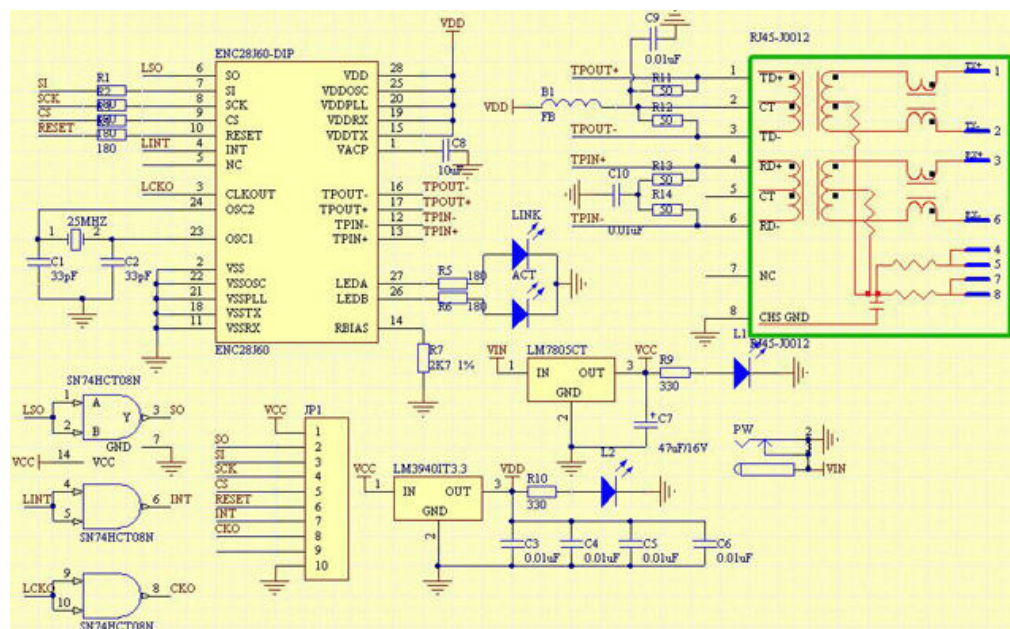 ENC28J60-DIP
LSO 6 SO VDD 28
SI R1 7 SI VDDOSC 25
SCK R2 8 SCK VDDPLL 20
CS 9 CS VDDRX 19
RESET 10 RESET VDDTX 15
180
180
LINT 4 INT VACP 1
5 NC
C8
LCKO 3 CLKOUT TPOUT- 16 TPOUT-
24 OSC2 TPOUT+ 17 TPOUT+
TPIN- 12 TPIN-
23 OSC1 TPIN+ 13 TPIN+
25MHZ
1 2
C1
33pF
C2
33pF
2 VSS
22 VSSOSC LEDA 27 R5 180
21 VSSPLL LEDB 26 R6 180
18 VSSTX
11 VSSRX RBIAS 14
ENC28J60
R7
2K7 1%
LINK
ACT
VDD
C9
0.01uF
VDD
B1
FB
TPOUT+
R11
50
R12
50
TPOUT-
TPIN+
R13
50
C10
R14
50
TPIN-
0.01uF
RJ45-J0012
1 TD+ TX+ 1
2 CT
3 TD- TX- 2
4 RD+ RX+ 3
5 CT
6 RD- RX- 6
4
5
7 NC 7
8
8 CHS GND
L1
RJ45-J0012
LM7805CT
VIN 1 IN OUT 3 VCC R9
GND
2
330
C7
47uF/16V
PW
2
VIN
SN74HCT08N
LSO 1 A Y 3 SO
2 B
GND 7
VCC 14 VCC
LINT 4 6 INT
5
SN74HCT08N
LCKO 9 8 CKO
10
SN74HCT08N
JP1
VCC 1
SO 2
SI 3
SCK 4
CS 5
RESET 6
INT 7
CKO 8
9
10
LM3940IT3.3
VCC 1 IN OUT 3 VDD R10 L2
GND
2
330
C3 C4 C5 C6
0.01uF 0.01uF 0.01uF 0.01uF